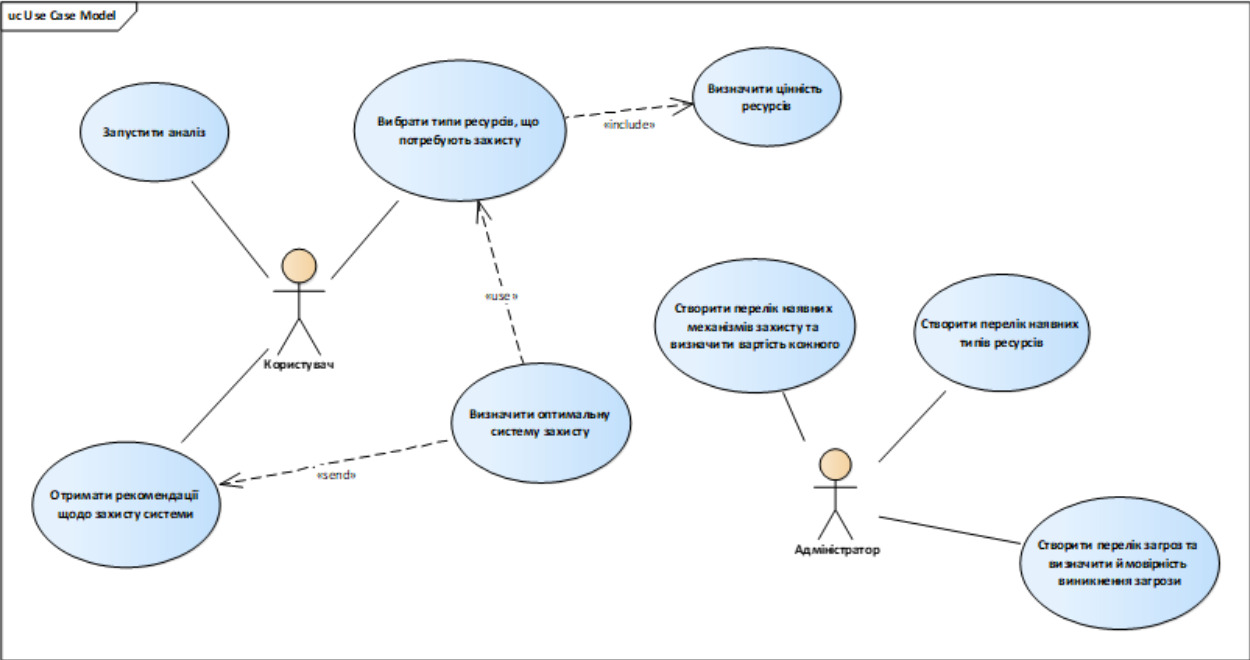 uc Use Case Model
Запустити аналіз
Вибрати типи ресурсів, що
потребують захисту
«include»
Визначити цінність
ресурсів
Користувач
«use»
Визначити оптимальну
систему захисту
«send»
Отримати рекомендації
щодо захисту системи
Створити перелік наявних
механізмів захисту та
визначити вартість кожного
Створити перелік наявних
типів ресурсів
Адміністратор
Створити перелік загроз та
визначити ймовірність
виникнення загрози